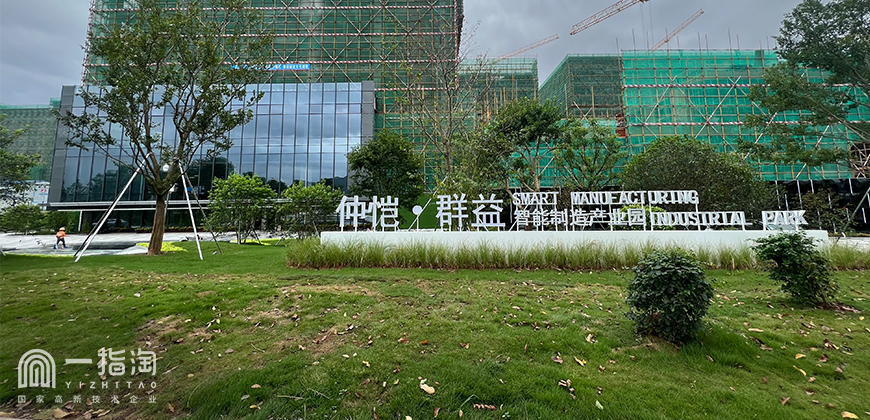 仲恺·群益
SMART MANUFACTURING
智能制造产业园 INDUSTRIAL PARK
一指淘
YIZHITAO
国家高新技术企业